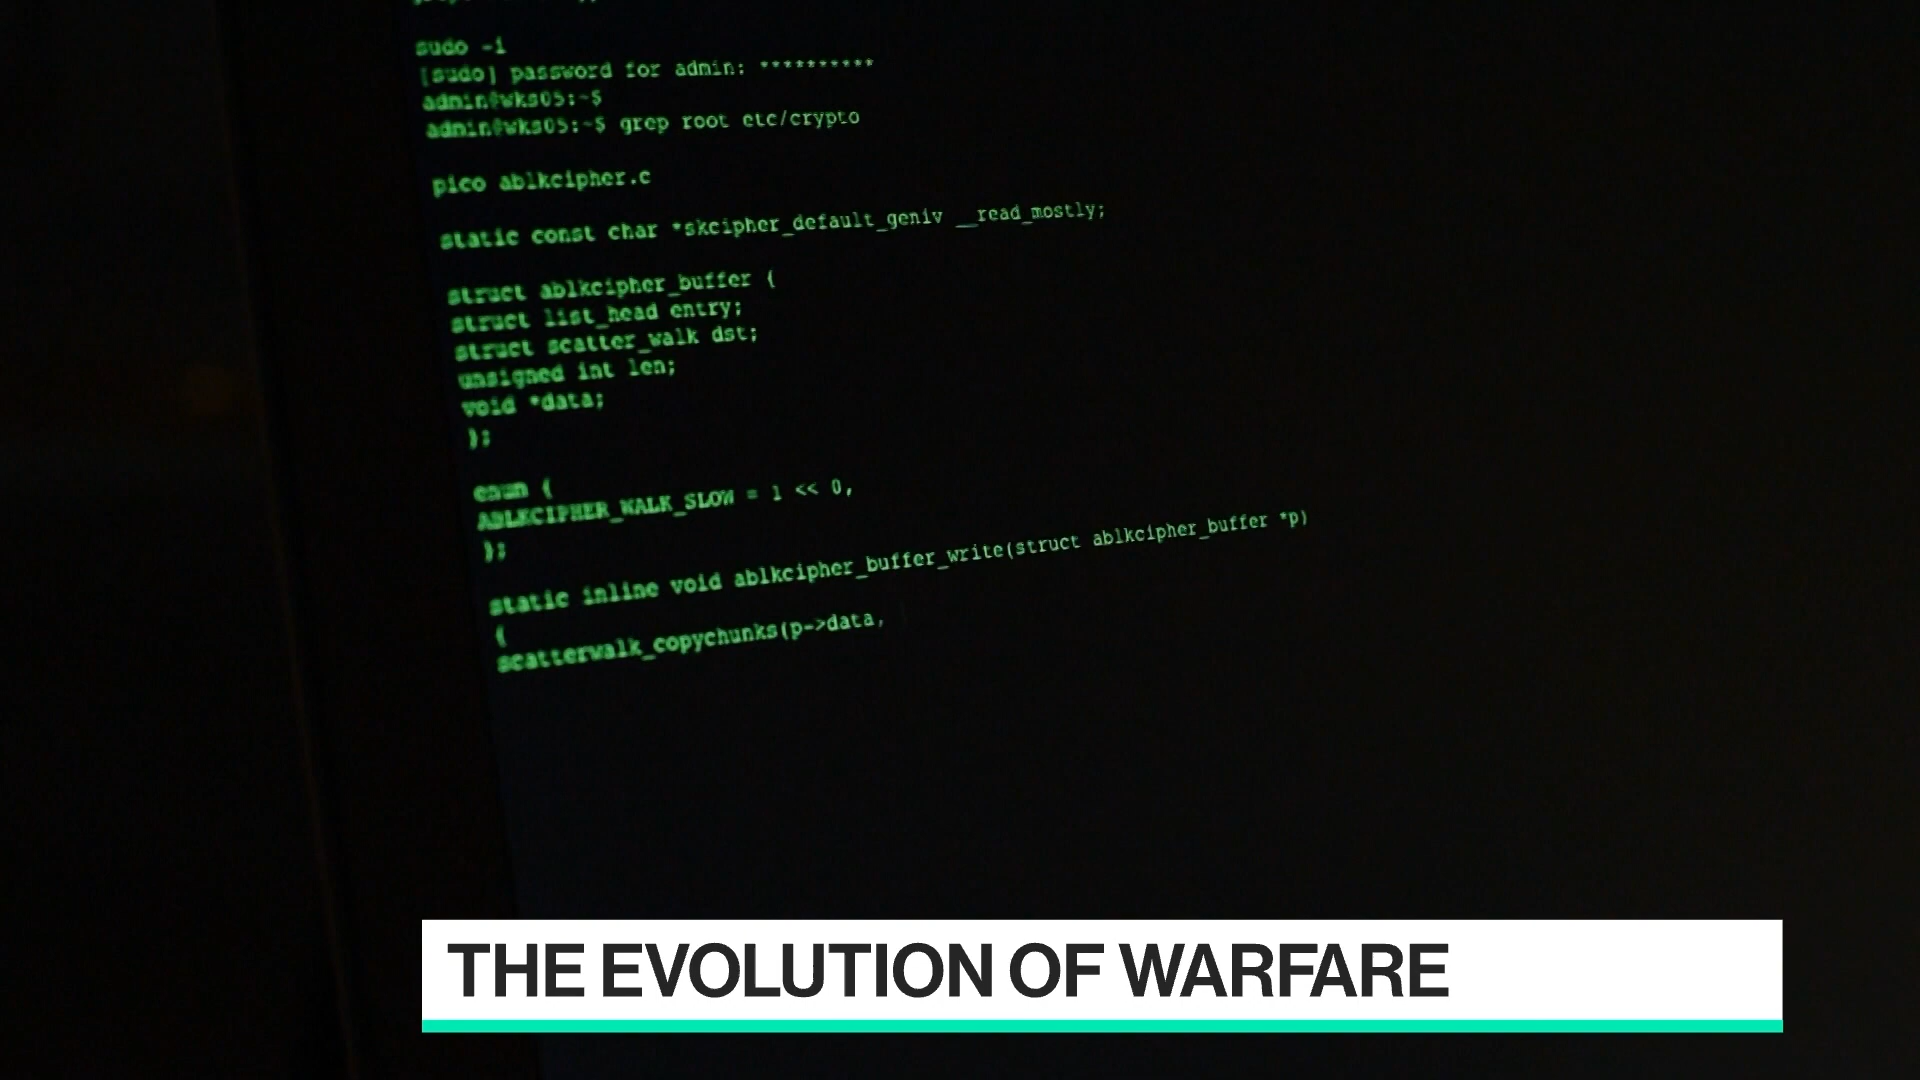 sudo -i
[sudo] password for admin: **********
admin@wks05:~$
admin@wks05:~$ grep root etc/crypto
pico ablkcipher.c
static const char *skcipher_default_geniv __read_mostly;
struct ablkcipher_buffer {
struct list_head entry;
struct scatter_walk dst;
unsigned int len;
void *data;
};
enum {
ABLKCIPHER_WALK_SLOW = 1 << 0,
};
static inline void ablkcipher_buffer_write(struct ablkcipher_buffer *p)
{
scatterwalk_copychunks(p->data,
THE EVOLUTION OF WARFARE